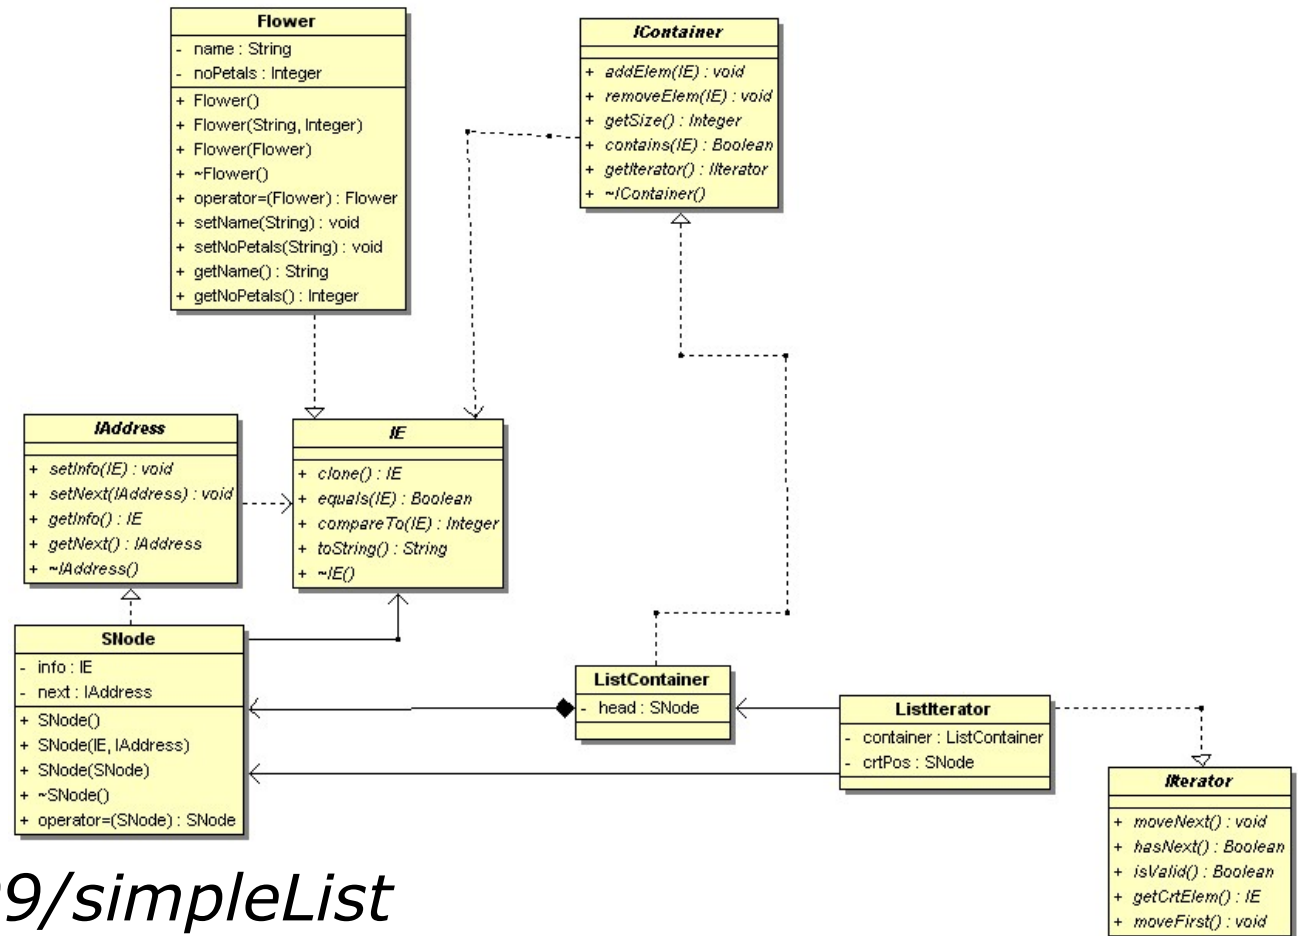 Flower
- name : String
- noPetals : Integer
+ Flower()
+ Flower(String, Integer)
+ Flower(Flower)
+ ~Flower()
+ operator=(Flower) : Flower
+ setName(String) : void
+ setNoPetals(String) : void
+ getName() : String
+ getNoPetals() : Integer
IContainer
+ addElem(IE) : void
+ removeElem(IE) : void
+ getSize() : Integer
+ contains(IE) : Boolean
+ getIterator() : IIterator
+ ~IContainer()
IAddress
+ setInfo(IE) : void
+ setNext(IAddress) : void
+ getInfo() : IE
+ getNext() : IAddress
+ ~IAddress()
IE
+ clone() : IE
+ equals(IE) : Boolean
+ compareTo(IE) : Integer
+ toString() : String
+ ~IE()
SNode
- info : IE
- next : IAddress
+ SNode()
+ SNode(IE, IAddress)
+ SNode(SNode)
+ ~SNode()
+ operator=(SNode) : SNode
ListContainer
- head : SNode
ListIterator
- container : ListContainer
- crtPos : SNode
IIterator
+ moveNext() : void
+ hasNext() : Boolean
+ isValid() : Boolean
+ getCrtElem() : IE
+ moveFirst() : void
9/simpleList